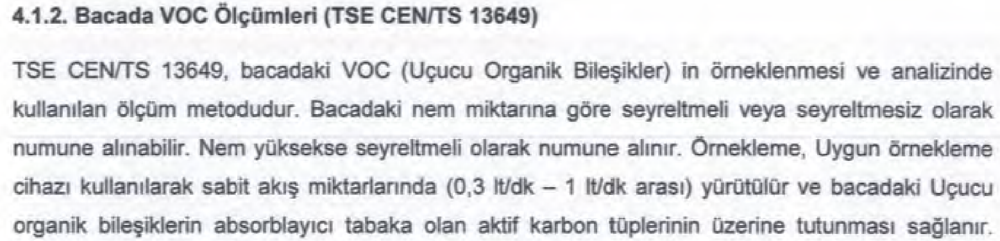 4.1.2. Bacada VOC Ölçümleri (TSE CEN/TS 13649)
TSE CEN/TS 13649, bacadaki VOC (Uçucu Organik Bileşikler) in örneklenmesi ve analizinde
kullanılan ölçüm metodudur. Bacadaki nem miktarına göre seyreltmeli veya seyreltmesiz olarak
numune alınabilir. Nem yüksekse seyreltmeli olarak numune alınır. Örnekleme, Uygun örnekleme
cihazı kullanılarak sabit akış miktarlarında (0,3 lt/dk – 1 lt/dk arası) yürütülür ve bacadaki Uçucu
organik bileşiklerin absorblayıcı tabaka olan aktif karbon tüplerinin üzerine tutunması sağlanır.